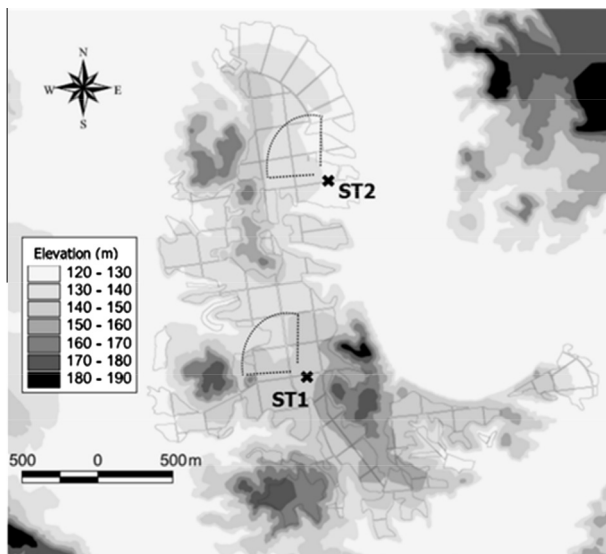 N
W E
S
ST2
Elevation (m)
120 - 130
130 - 140
140 - 150
150 - 160
160 - 170
170 - 180
180 - 190
ST1
500 0 500m